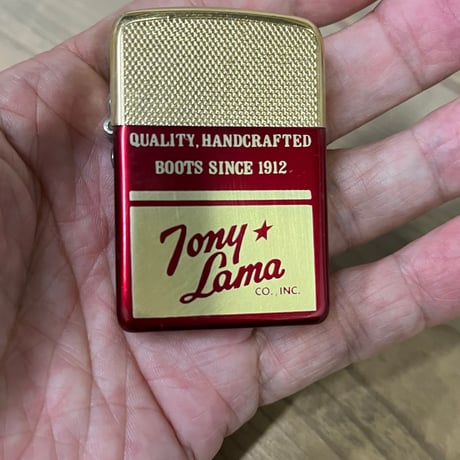 QUALITY, HANDCRAFTED
BOOTS SINCE 1912
Tony ★
Lama
CO., INC.